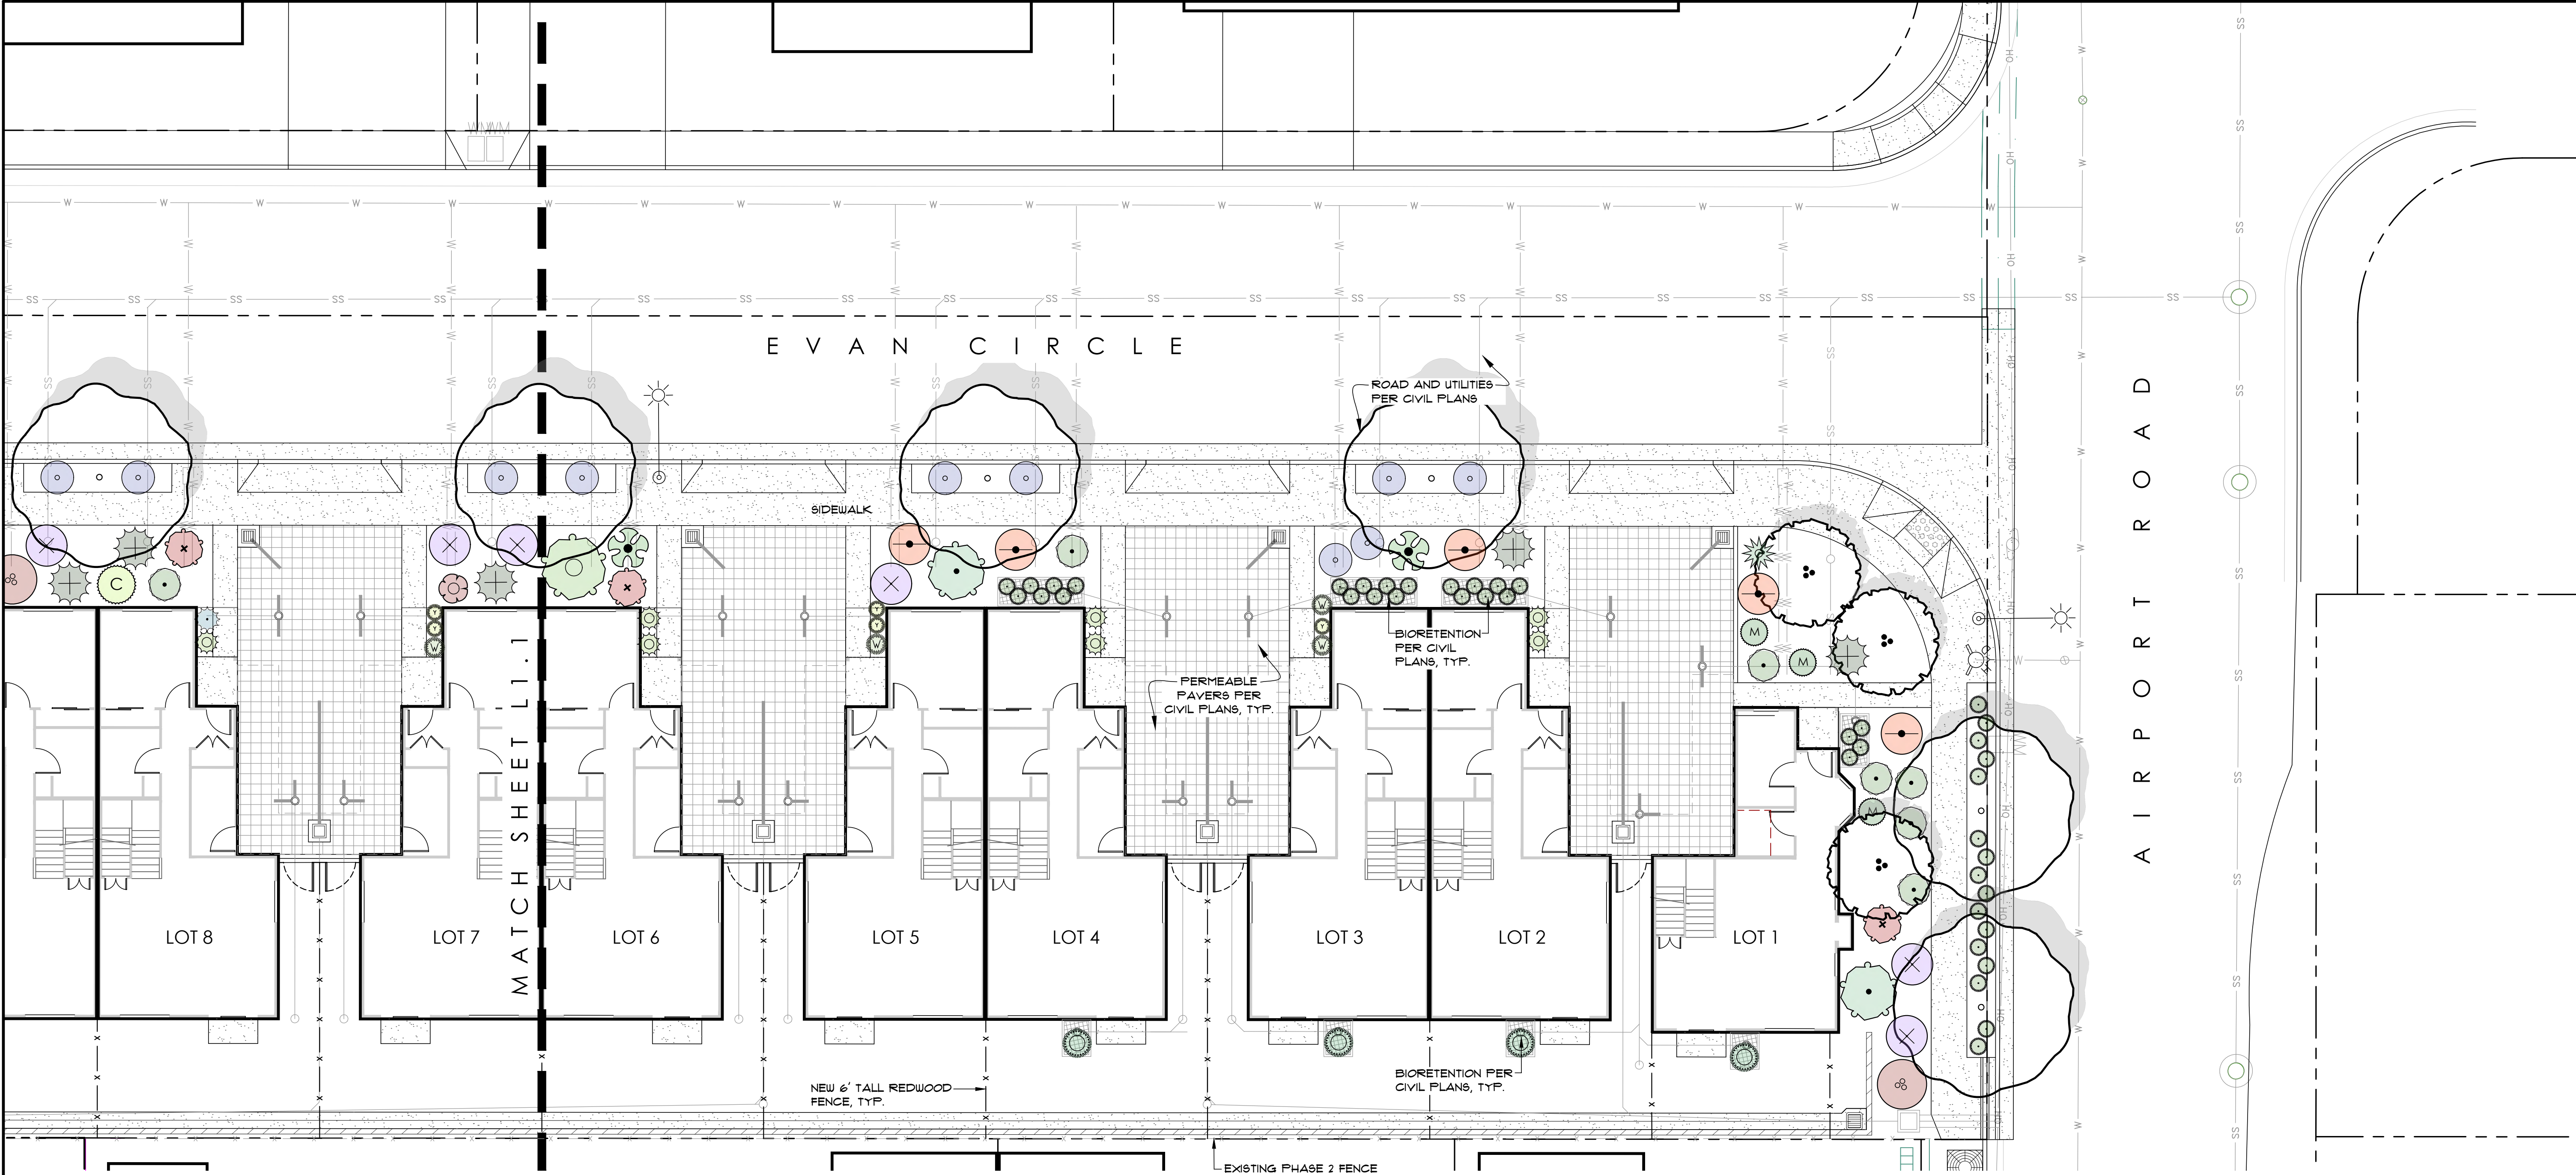 EVAN CIRCLE
ROAD AND UTILITIES
PER CIVIL PLANS
AIRPORT ROAD
SIDEWALK
MATCH SHEET L1.1
BIORETENTION
PER CIVIL
PLANS, TYP.
PERMEABLE
PAVERS PER
CIVIL PLANS, TYP.
LOT 8
LOT 7
LOT 6
LOT 5
LOT 4
LOT 3
LOT 2
LOT 1
NEW 6' TALL REDWOOD
FENCE, TYP.
BIORETENTION PER
CIVIL PLANS, TYP.
EXISTING PHASE 2 FENCE